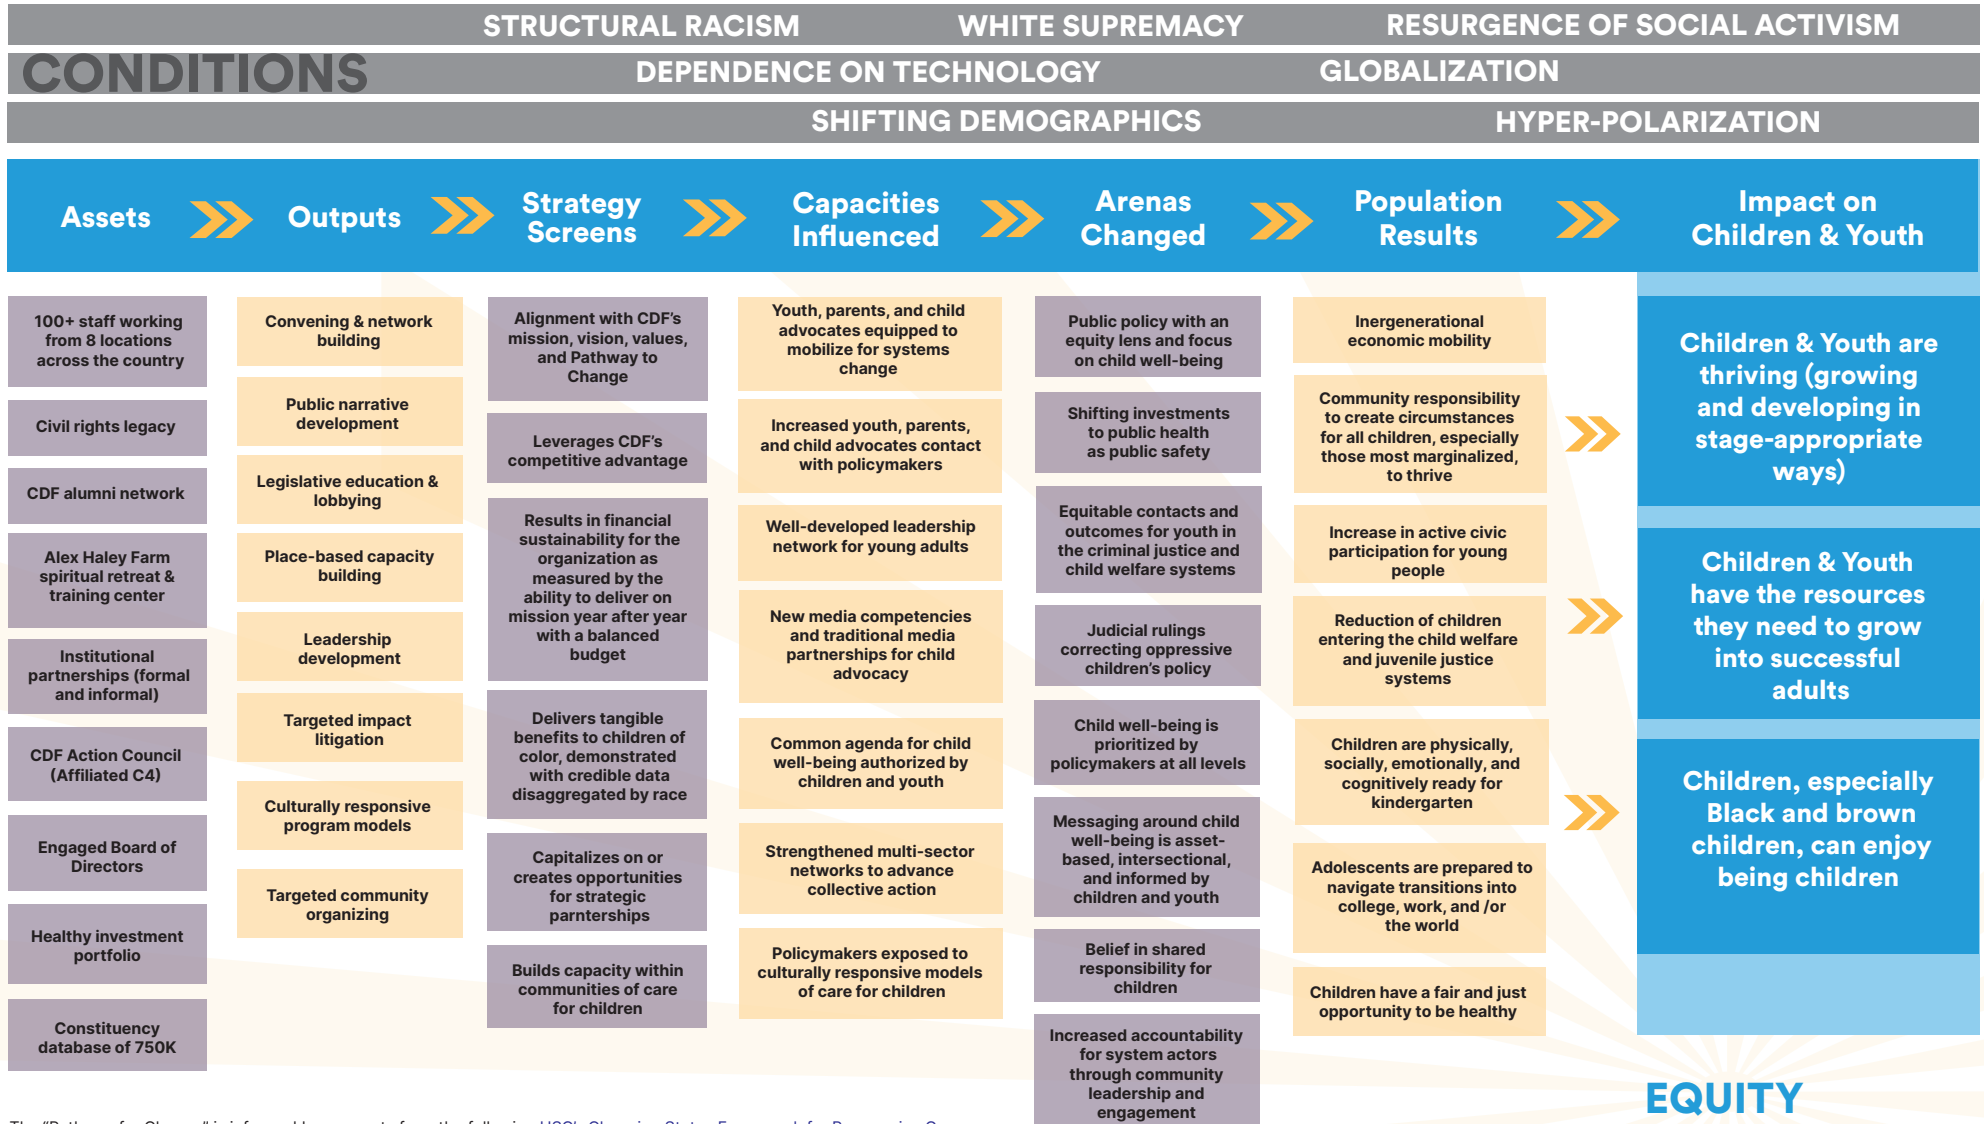 STRUCTURAL RACISM
WHITE SUPREMACY
RESURGENCE OF SOCIAL ACTIVISM
CONDITIONS
DEPENDENCE ON TECHNOLOGY
GLOBALIZATION
SHIFTING DEMOGRAPHICS
HYPER-POLARIZATION
Assets
Outputs
Strategy
Screens
Capacities
Influenced
Arenas
Changed
Population
Results
Impact on
Children & Youth
100+ staff working
from 8 locations
across the country
Civil rights legacy
CDF alumni network
Alex Haley Farm
spiritual retreat &
training center
Institutional
partnerships (formal
and informal)
CDF Action Council
(Affiliated C4)
Engaged Board of
Directors
Healthy investment
portfolio
Constituency
database of 750K
Convening & network
building
Public narrative
development
Legislative education &
lobbying
Place-based capacity
building
Leadership
development
Targeted impact
litigation
Culturally responsive
program models
Targeted community
organizing
Alignment with CDF's
mission, vision, values,
and Pathway to
Change
Leverages CDF's
competitive advantage
Results in financial
sustainability for the
organization as
measured by the
ability to deliver on
mission year after year
with a balanced
budget
Delivers tangible
benefits to children of
color, demonstrated
with credible data
disaggregated by race
Capitalizes on or
creates opportunities
for strategic
parnterships
Builds capacity within
communities of care
for children
Youth, parents, and child
advocates equipped to
mobilize for systems
change
Increased youth, parents,
and child advocates contact
with policymakers
Well-developed leadership
network for young adults
New media competencies
and traditional media
partnerships for child
advocacy
Common agenda for child
well-being authorized by
children and youth
Strengthened multi-sector
networks to advance
collective action
Policymakers exposed to
culturally responsive models
of care for children
Public policy with an
equity lens and focus
on child well-being
Shifting investments
to public health
as public safety
Equitable contacts and
outcomes for youth in
the criminal justice and
child welfare systems
Judicial rulings
correcting oppressive
children's policy
Child well-being is
prioritized by
policymakers at all levels
Messaging around child
well-being is asset-
based, intersectional,
and informed by
children and youth
Belief in shared
responsibility for
children
Increased accountability
for system actors
through community
leadership and
engagement
Inergenerational
economic mobility
Community responsibility
to create circumstances
for all children, especially
those most marginalized,
to thrive
Increase in active civic
participation for young
people
Reduction of children
entering the child welfare
and juvenile justice
systems
Children are physically,
socially, emotionally, and
cognitively ready for
kindergarten
Adolescents are prepared to
navigate transitions into
college, work, and /or
the world
Children have a fair and just
opportunity to be healthy
Children & Youth are
thriving (growing
and developing in
stage-appropriate
ways)
Children & Youth
have the resources
they need to grow
into successful
adults
Children, especially
Black and brown
children, can enjoy
being children
EQUITY